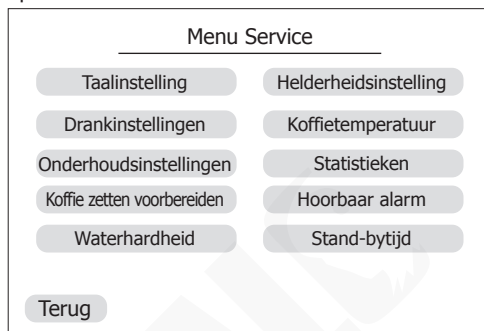 Menu Service
Taalinstelling
Helderheidsinstelling
Drankinstellingen
Koffietemperatuur
Onderhoudsinstellingen
Statistieken
Koffie zetten voorbereiden
Hoorbaar alarm
Waterhardheid
Stand-bytijd
Terug